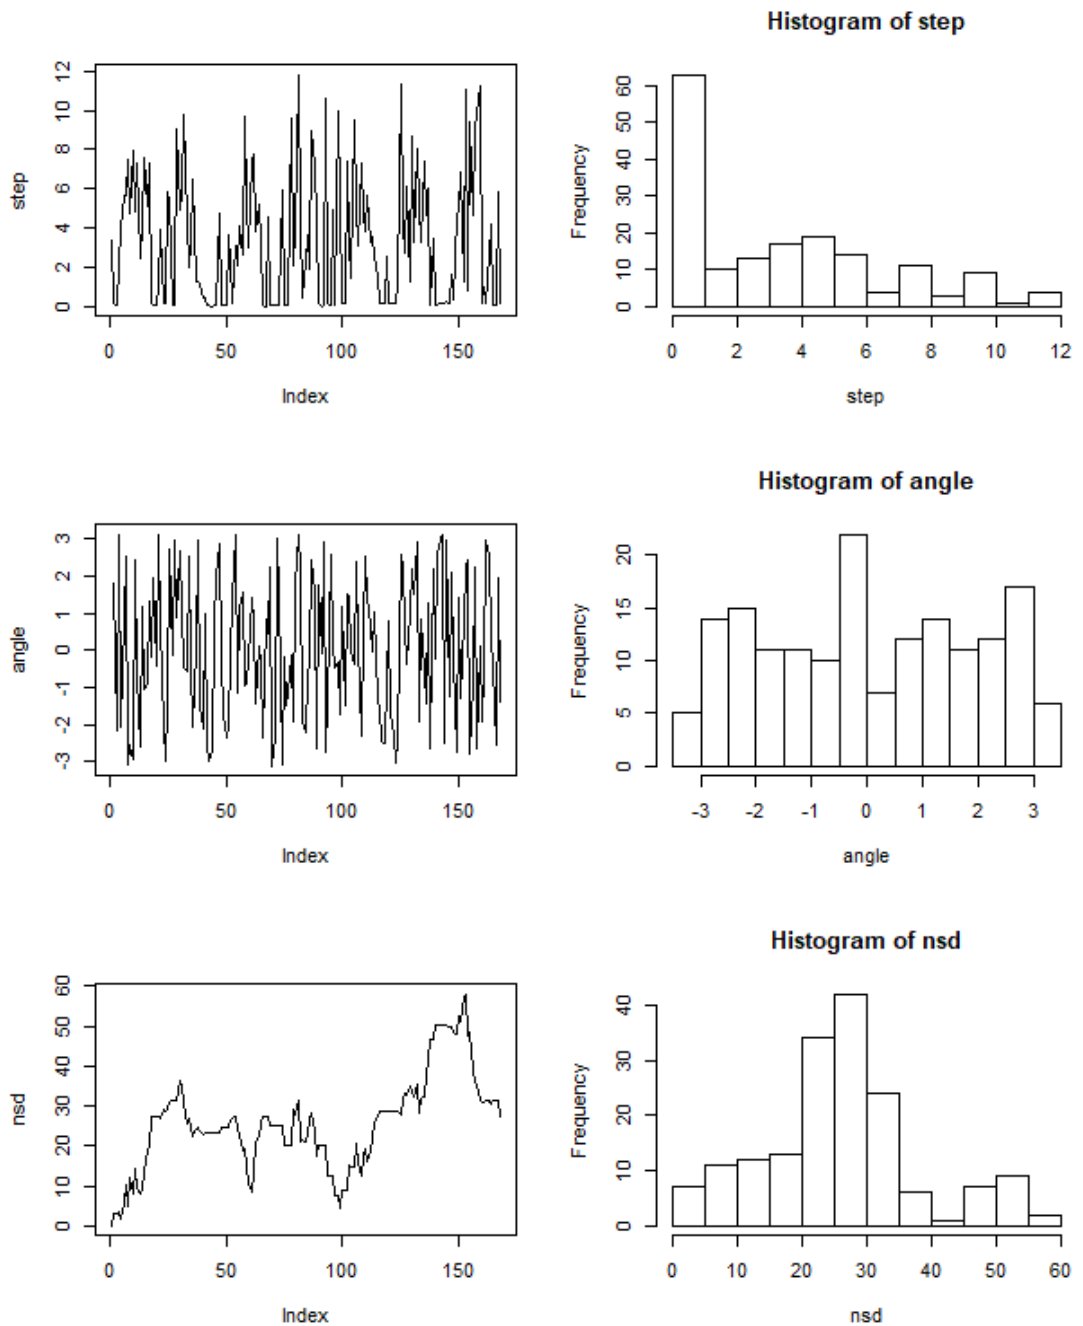 Histogram of step
step
12
10
8
6
4
2
0
0 50 100 150
Index
Frequency
60
50
40
30
20
10
0
0 2 4 6 8 10 12
step
Histogram of angle
angle
3
2
1
0
-1
-2
-3
0 50 100 150
Index
Frequency
20
15
10
5
0
-3 -2 -1 0 1 2 3
angle
Histogram of nsd
nsd
60
50
40
30
20
10
0
0 50 100 150
Index
Frequency
40
30
20
10
0
0 10 20 30 40 50 60
nsd